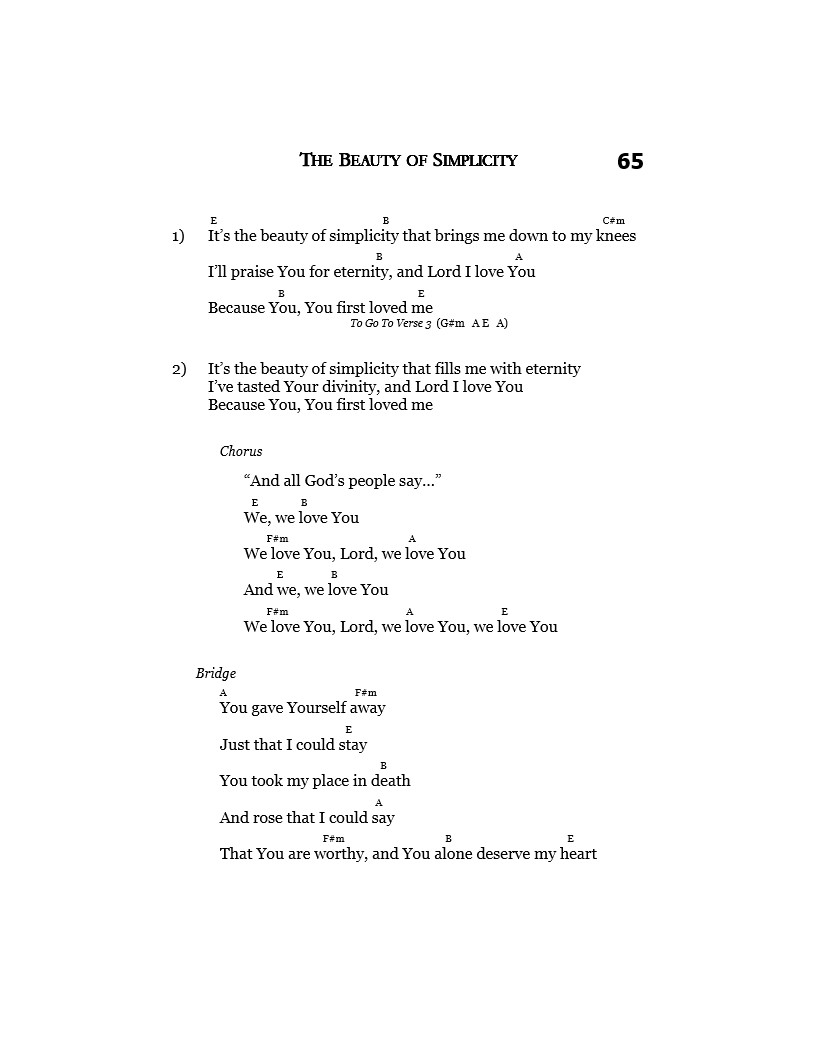 THE BEAUTY OF SIMPLICITY 65
E B C#m
1) It's the beauty of simplicity that brings me down to my knees
B A
I'll praise You for eternity, and Lord I love You
B E
Because You, You first loved me
To Go To Verse 3 (G#m A E A)
2) It's the beauty of simplicity that fills me with eternity
I've tasted Your divinity, and Lord I love You
Because You, You first loved me
Chorus
“And all God's people say…”
E B
We, we love You
F#m A
We love You, Lord, we love You
E B
And we, we love You
F#m A E
We love You, Lord, we love You, we love You
Bridge
A F#m
You gave Yourself away
E
Just that I could stay
B
You took my place in death
A
And rose that I could say
F#m B E
That You are worthy, and You alone deserve my heart